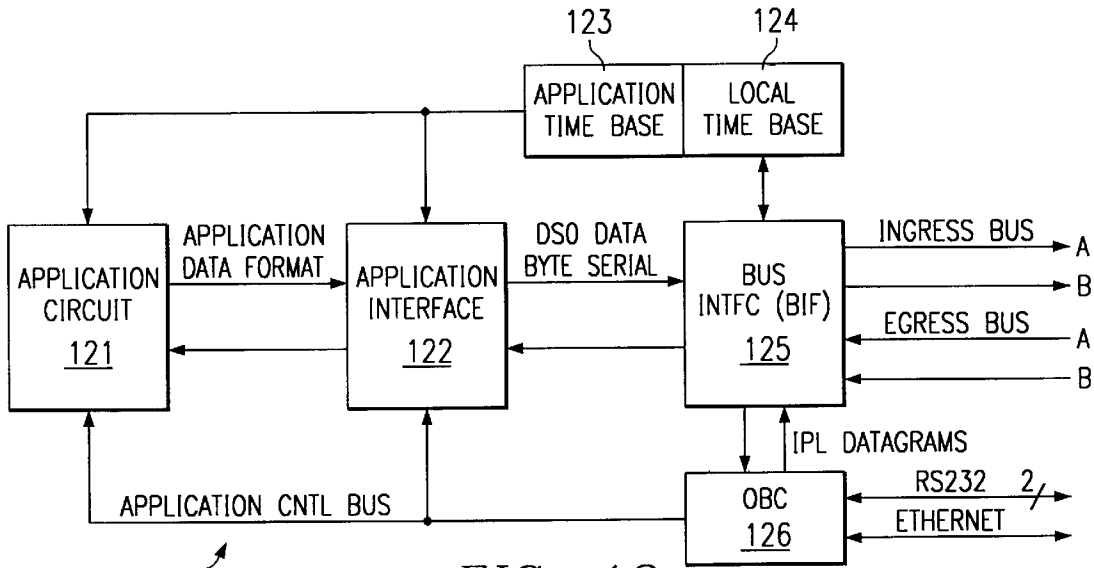 123
124
APPLICATION
TIME BASE
LOCAL
TIME BASE
APPLICATION
DATA FORMAT
DSO DATA
BYTE SERIAL
INGRESS BUS
A
B
EGRESS BUS
A
B
APPLICATION
CIRCUIT
121
APPLICATION
INTERFACE
122
BUS
INTFC (BIF)
125
IPL DATAGRAMS
APPLICATION CNTL BUS
OBC
126
RS232 2
ETHERNET